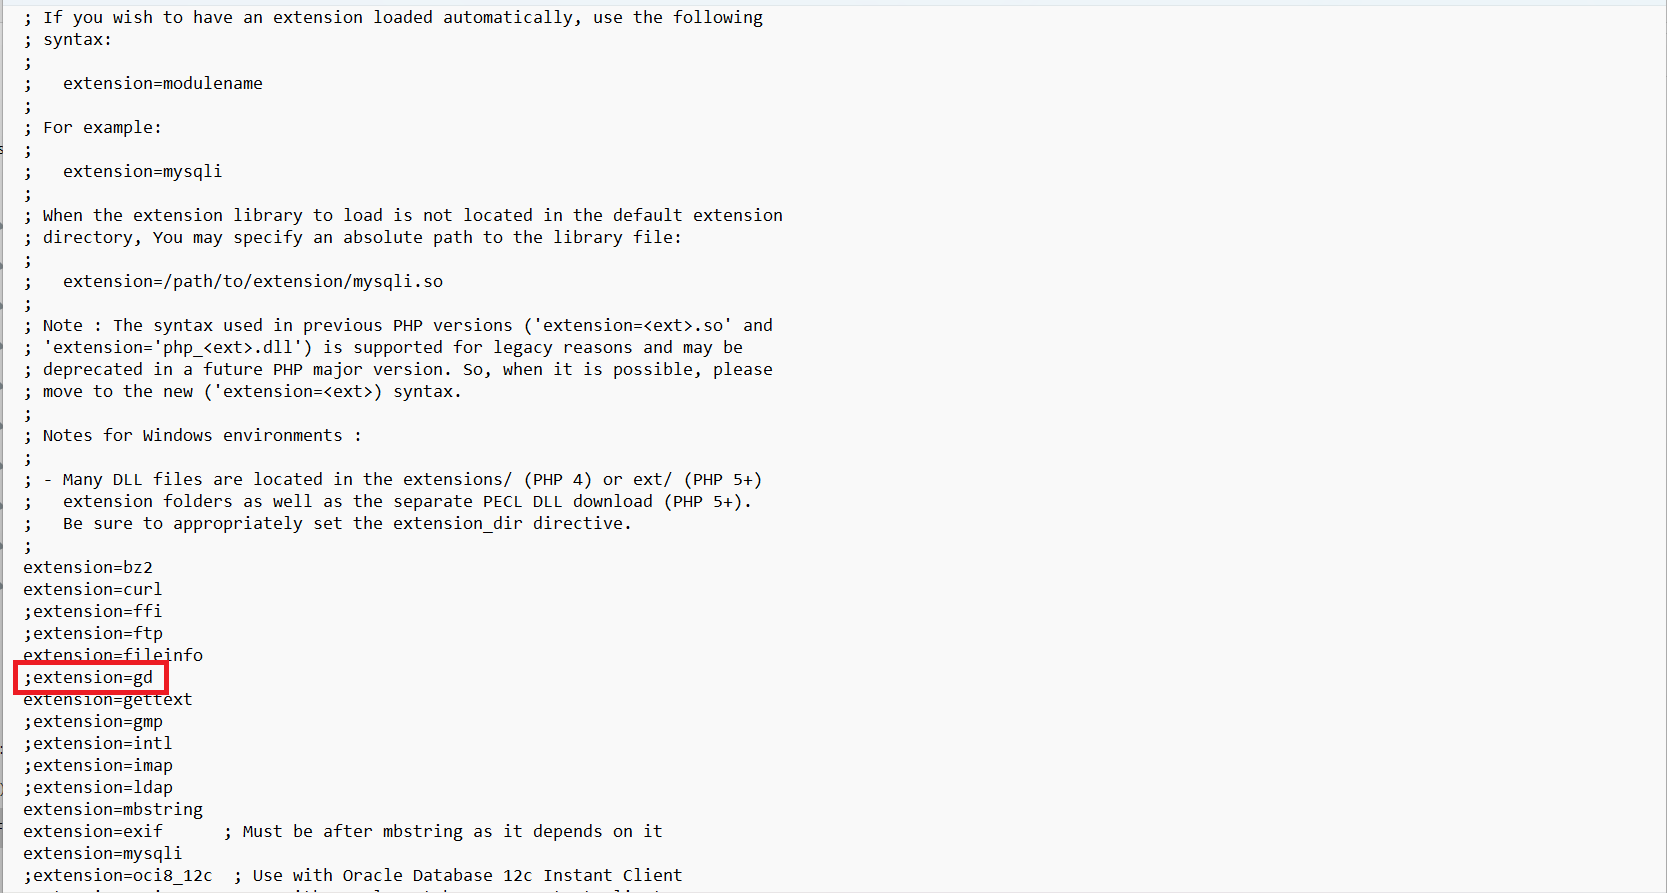 ; If you wish to have an extension loaded automatically, use the following
; syntax:
;
;   extension=modulename
;
; For example:
;
;   extension=mysqli
;
; When the extension library to load is not located in the default extension
; directory, You may specify an absolute path to the library file:
;
;   extension=/path/to/extension/mysqli.so
;
; Note : The syntax used in previous PHP versions ('extension=<ext>.so' and
; 'extension='php_<ext>.dll') is supported for legacy reasons and may be
; deprecated in a future PHP major version. So, when it is possible, please
; move to the new ('extension=<ext>) syntax.
;
; Notes for Windows environments :
;
; - Many DLL files are located in the extensions/ (PHP 4) or ext/ (PHP 5+)
;   extension folders as well as the separate PECL DLL download (PHP 5+).
;   Be sure to appropriately set the extension_dir directive.
;
extension=bz2
extension=curl
;extension=ffi
;extension=ftp
extension=fileinfo
;extension=gd
extension=gettext
;extension=gmp
;extension=intl
;extension=imap
;extension=ldap
extension=mbstring
extension=exif      ; Must be after mbstring as it depends on it
extension=mysqli
;extension=oci8_12c  ; Use with Oracle Database 12c Instant Client